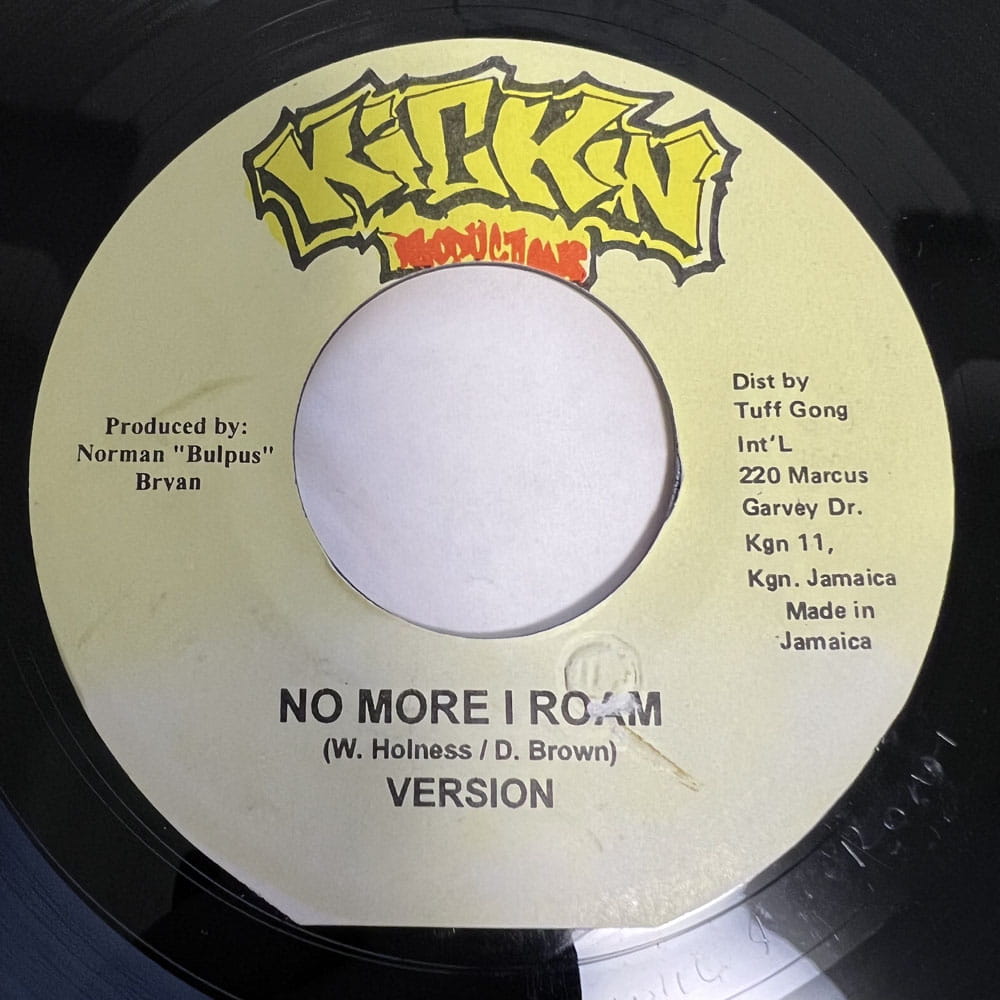 KiCKiN
PRODUCTIONS
Produced by:
Norman "Bulpus"
Bryan
Dist by
Tuff Gong
Int'L
220 Marcus
Garvey Dr.
Kgn 11,
Kgn. Jamaica
Made in
Jamaica
NO MORE I ROAM
(W. Holness / D. Brown)
VERSION